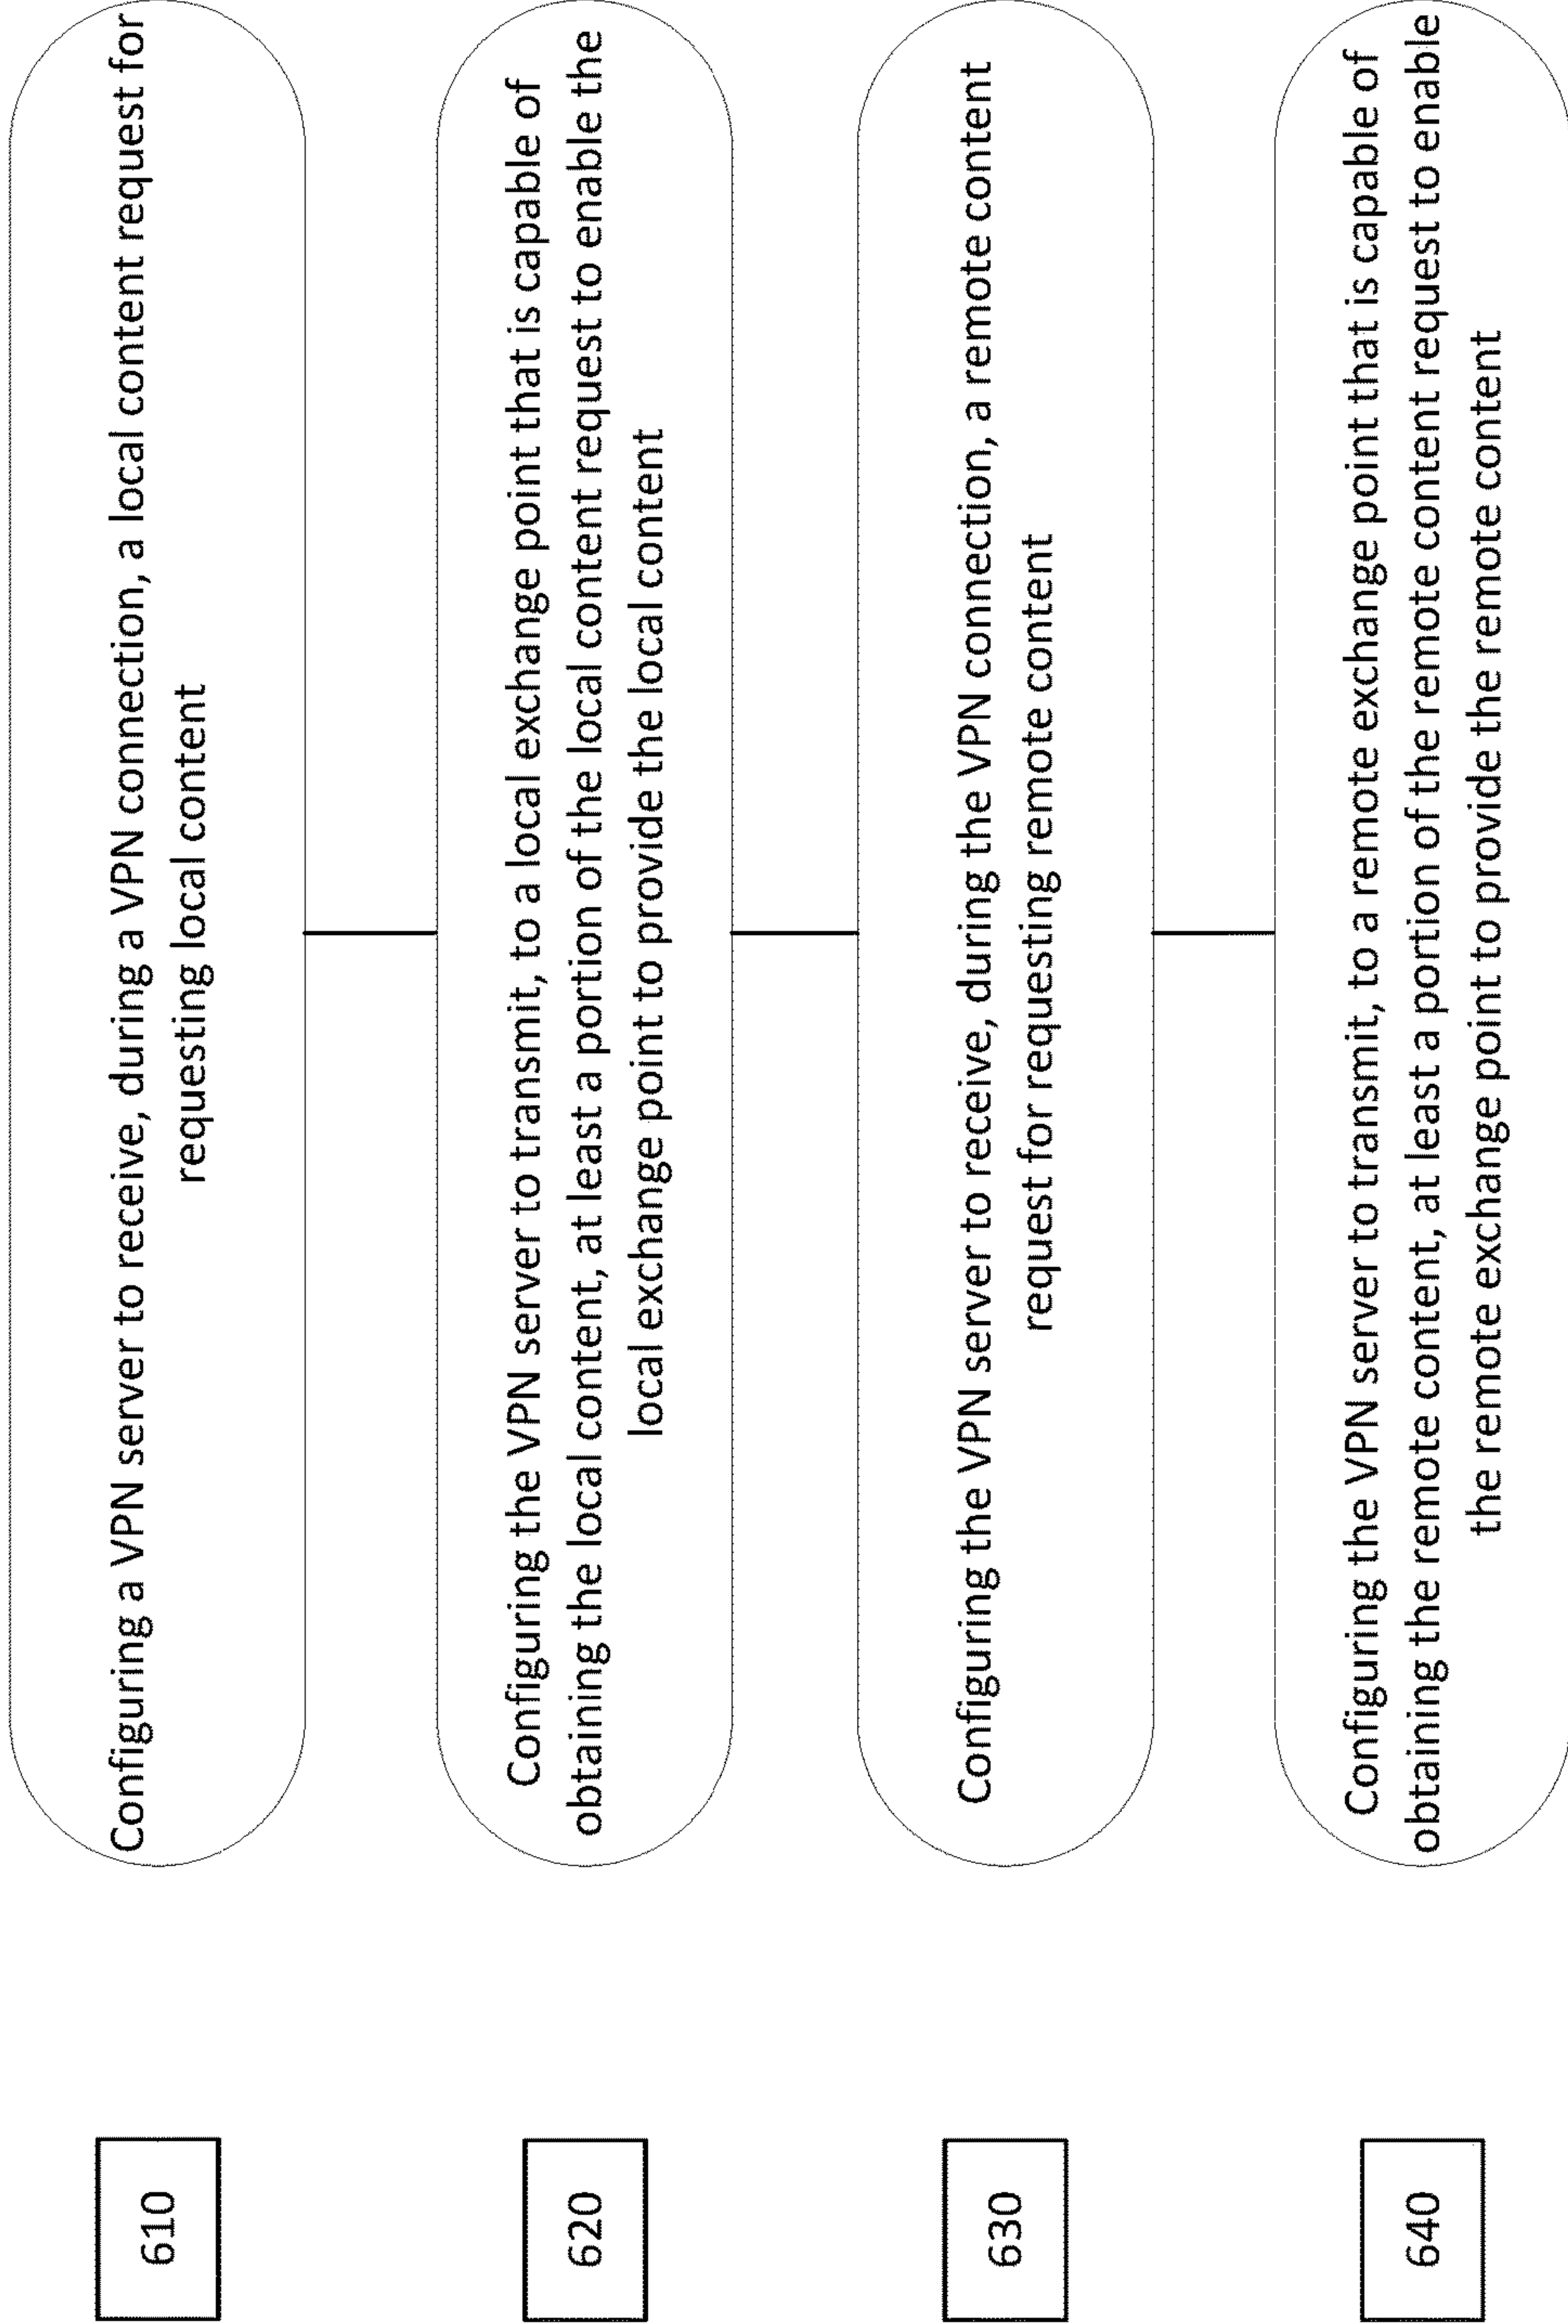 610
Configuring a VPN server to receive, during a VPN connection, a local content request for
requesting local content
620
Configuring the VPN server to transmit, to a local exchange point that is capable of
obtaining the local content, at least a portion of the local content request to enable the
local exchange point to provide the local content
630
Configuring the VPN server to receive, during the VPN connection, a remote content
request for requesting remote content
640
Configuring the VPN server to transmit, to a remote exchange point that is capable of
obtaining the remote content, at least a portion of the remote content request to enable
the remote exchange point to provide the remote content